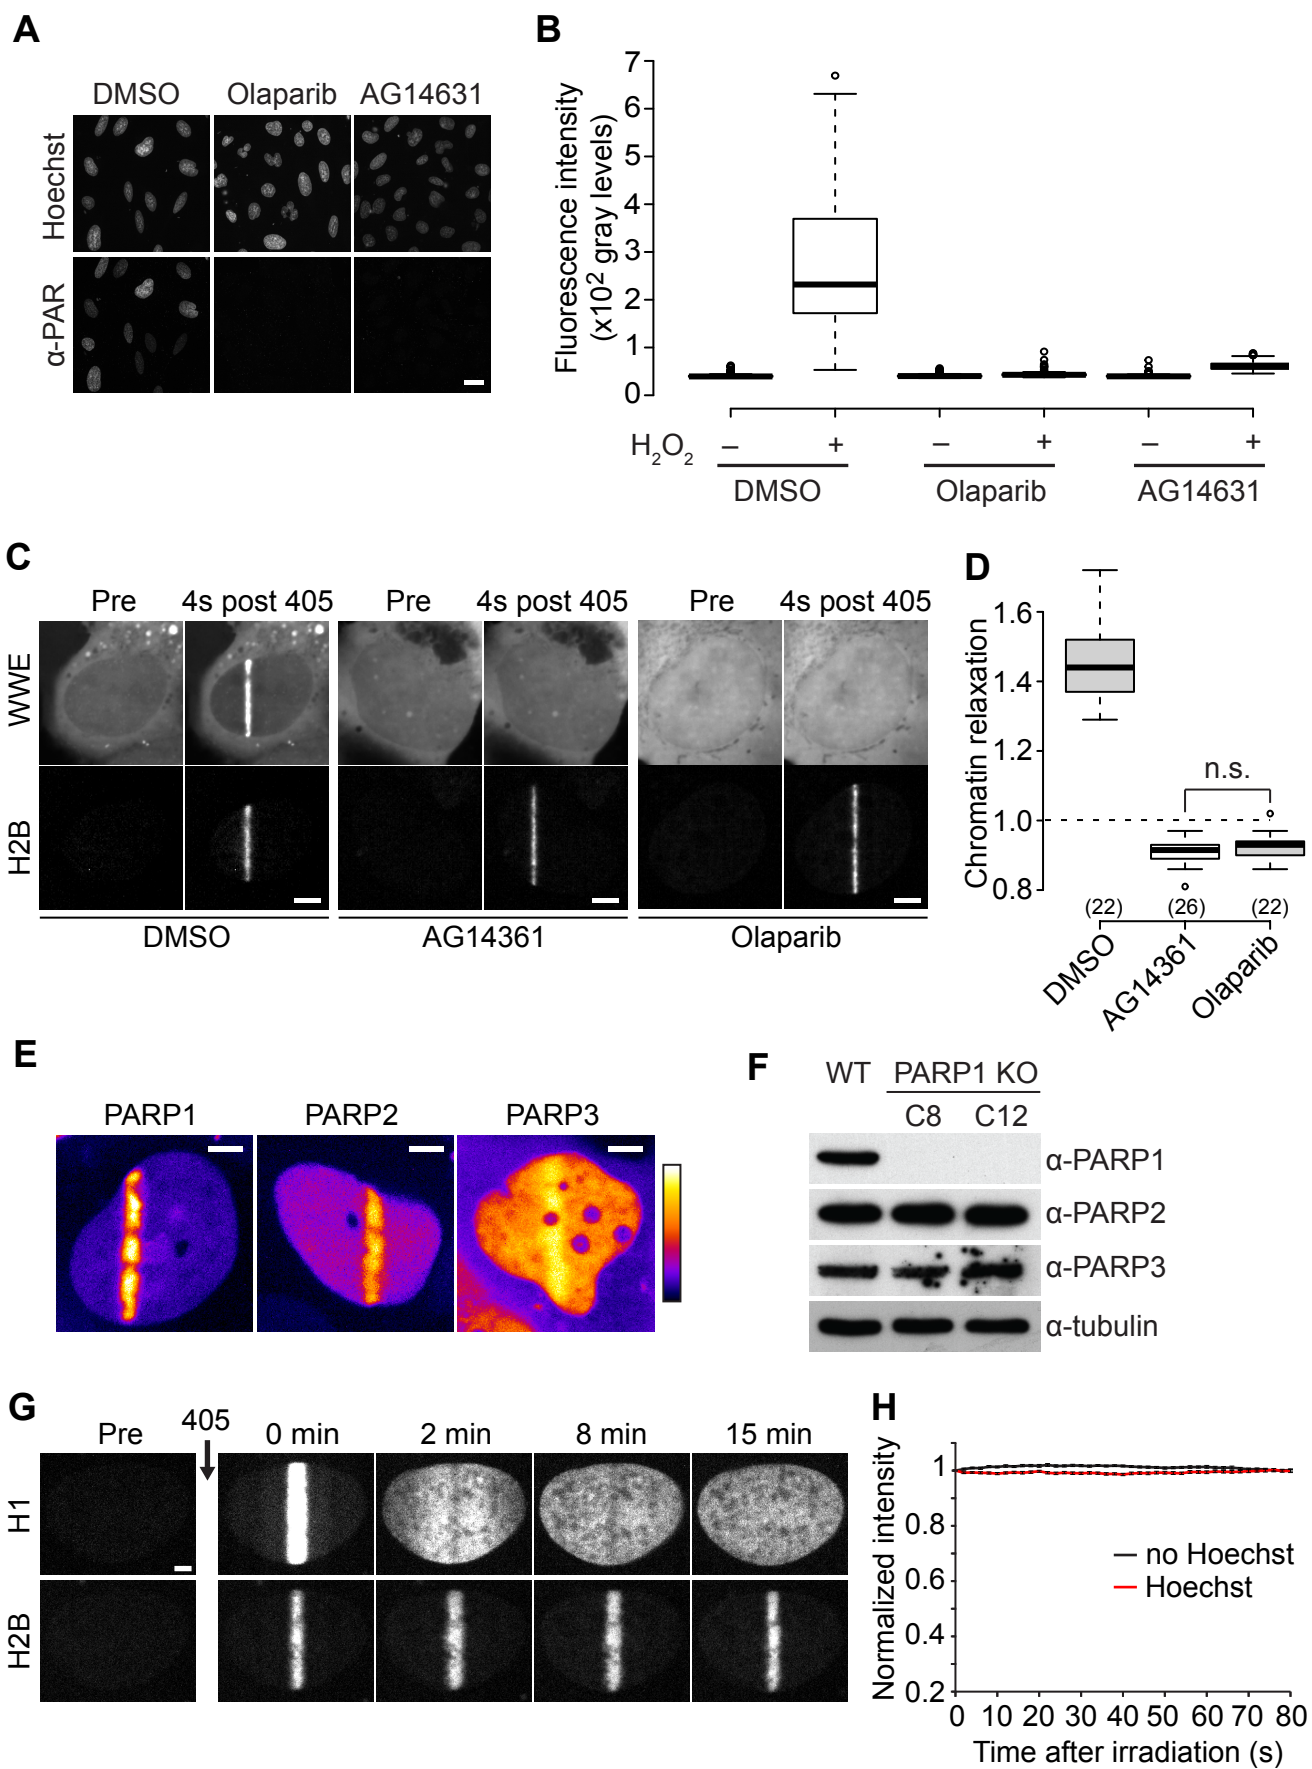 A
DMSO Olaparib AG14631
Hoechst
α-PAR
B
Fluorescence intensity
(x10² gray levels)
7
6
5
4
3
2
1
0
H₂O₂ – + – + – +
DMSO Olaparib AG14631
C
Pre 4s post 405 Pre 4s post 405 Pre 4s post 405
WWE
H2B
DMSO AG14361 Olaparib
D
Chromatin relaxation
1.6
1.4
1.2
1.0
0.8
n.s.
(22) (26) (22)
DMSO
AG14361
Olaparib
E
PARP1 PARP2 PARP3
F
WT PARP1 KO
C8 C12
α-PARP1
α-PARP2
α-PARP3
α-tubulin
G
Pre 405 0 min 2 min 8 min 15 min
H1
H2B
H
Normalized intensity
1
0.8
0.6
0.4
0.2
no Hoechst
Hoechst
0 10 20 30 40 50 60 70 80
Time after irradiation (s)